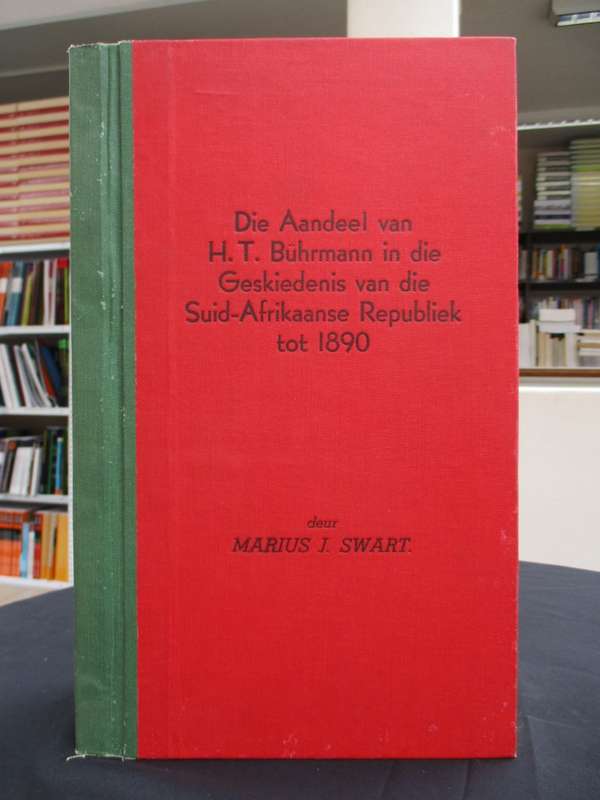 Die Aandeel van
H. T. Bührmann in die
Geskiedenis van die
Suid-Afrikaanse Republiek
tot 1890
deur
MARIUS J. SWART.